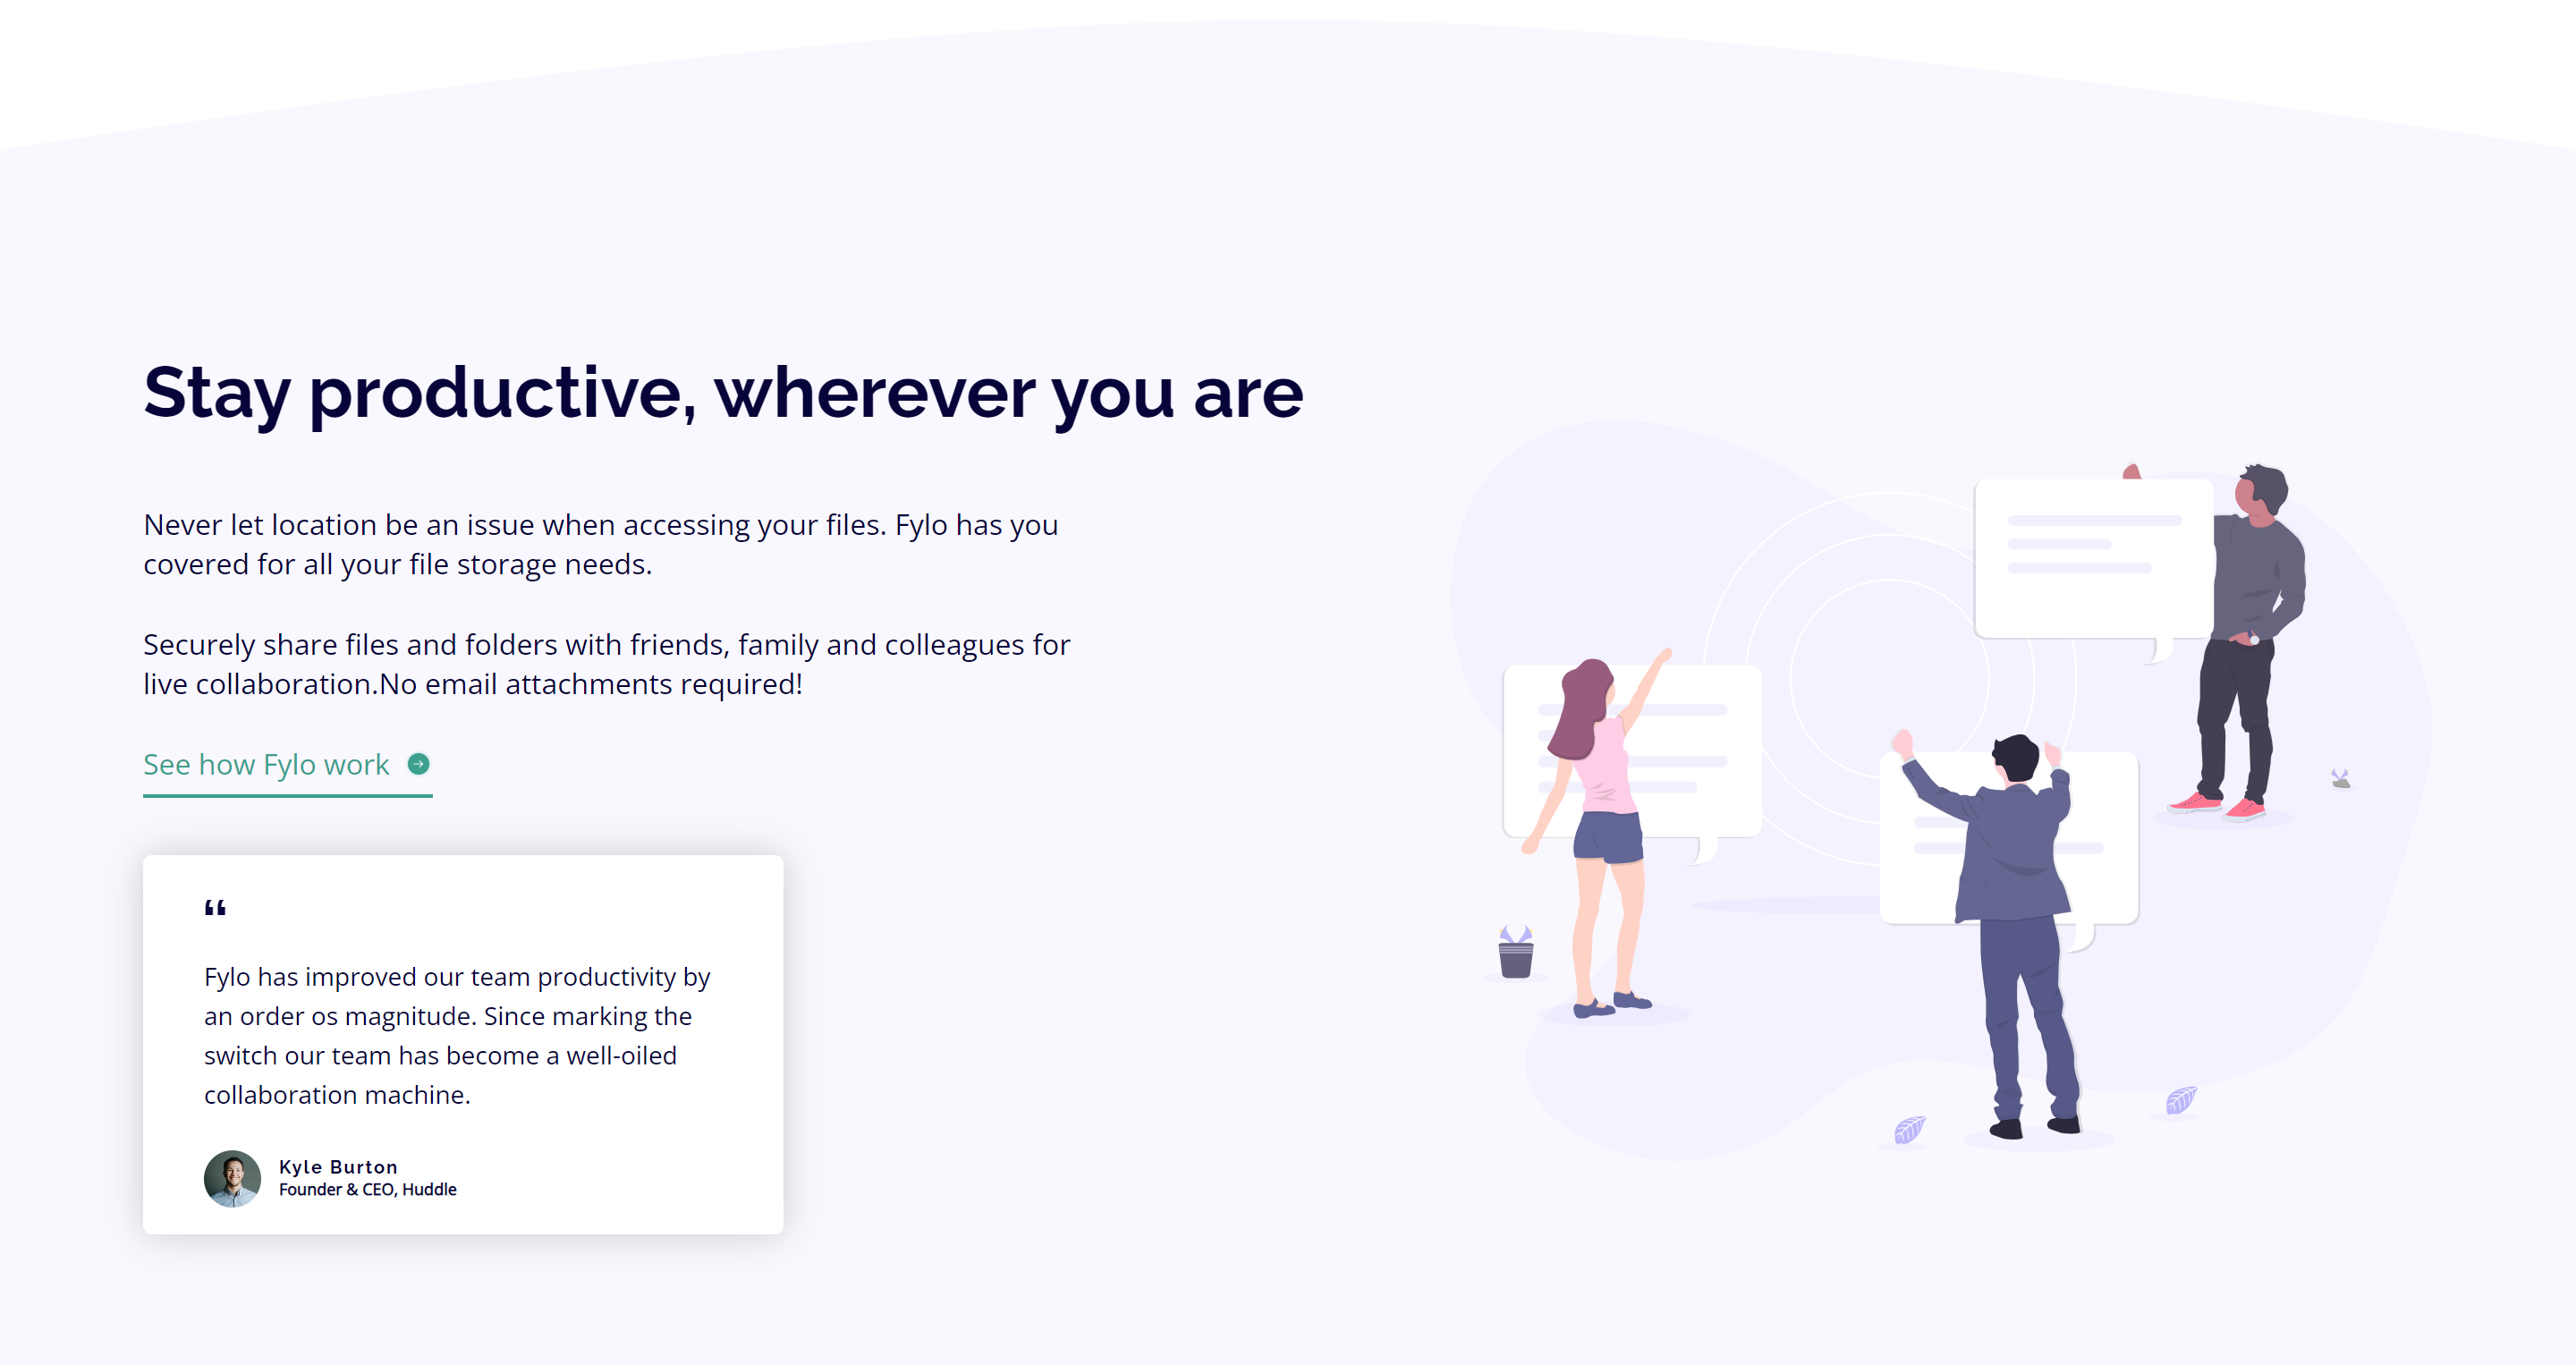 Stay productive, wherever you are
Never let location be an issue when accessing your files. Fylo has you
covered for all your file storage needs.
Securely share files and folders with friends, family and colleagues for
live collaboration.No email attachments required!
See how Fylo work
“
Fylo has improved our team productivity by
an order os magnitude. Since marking the
switch our team has become a well-oiled
collaboration machine.
Kyle Burton
Founder & CEO, Huddle